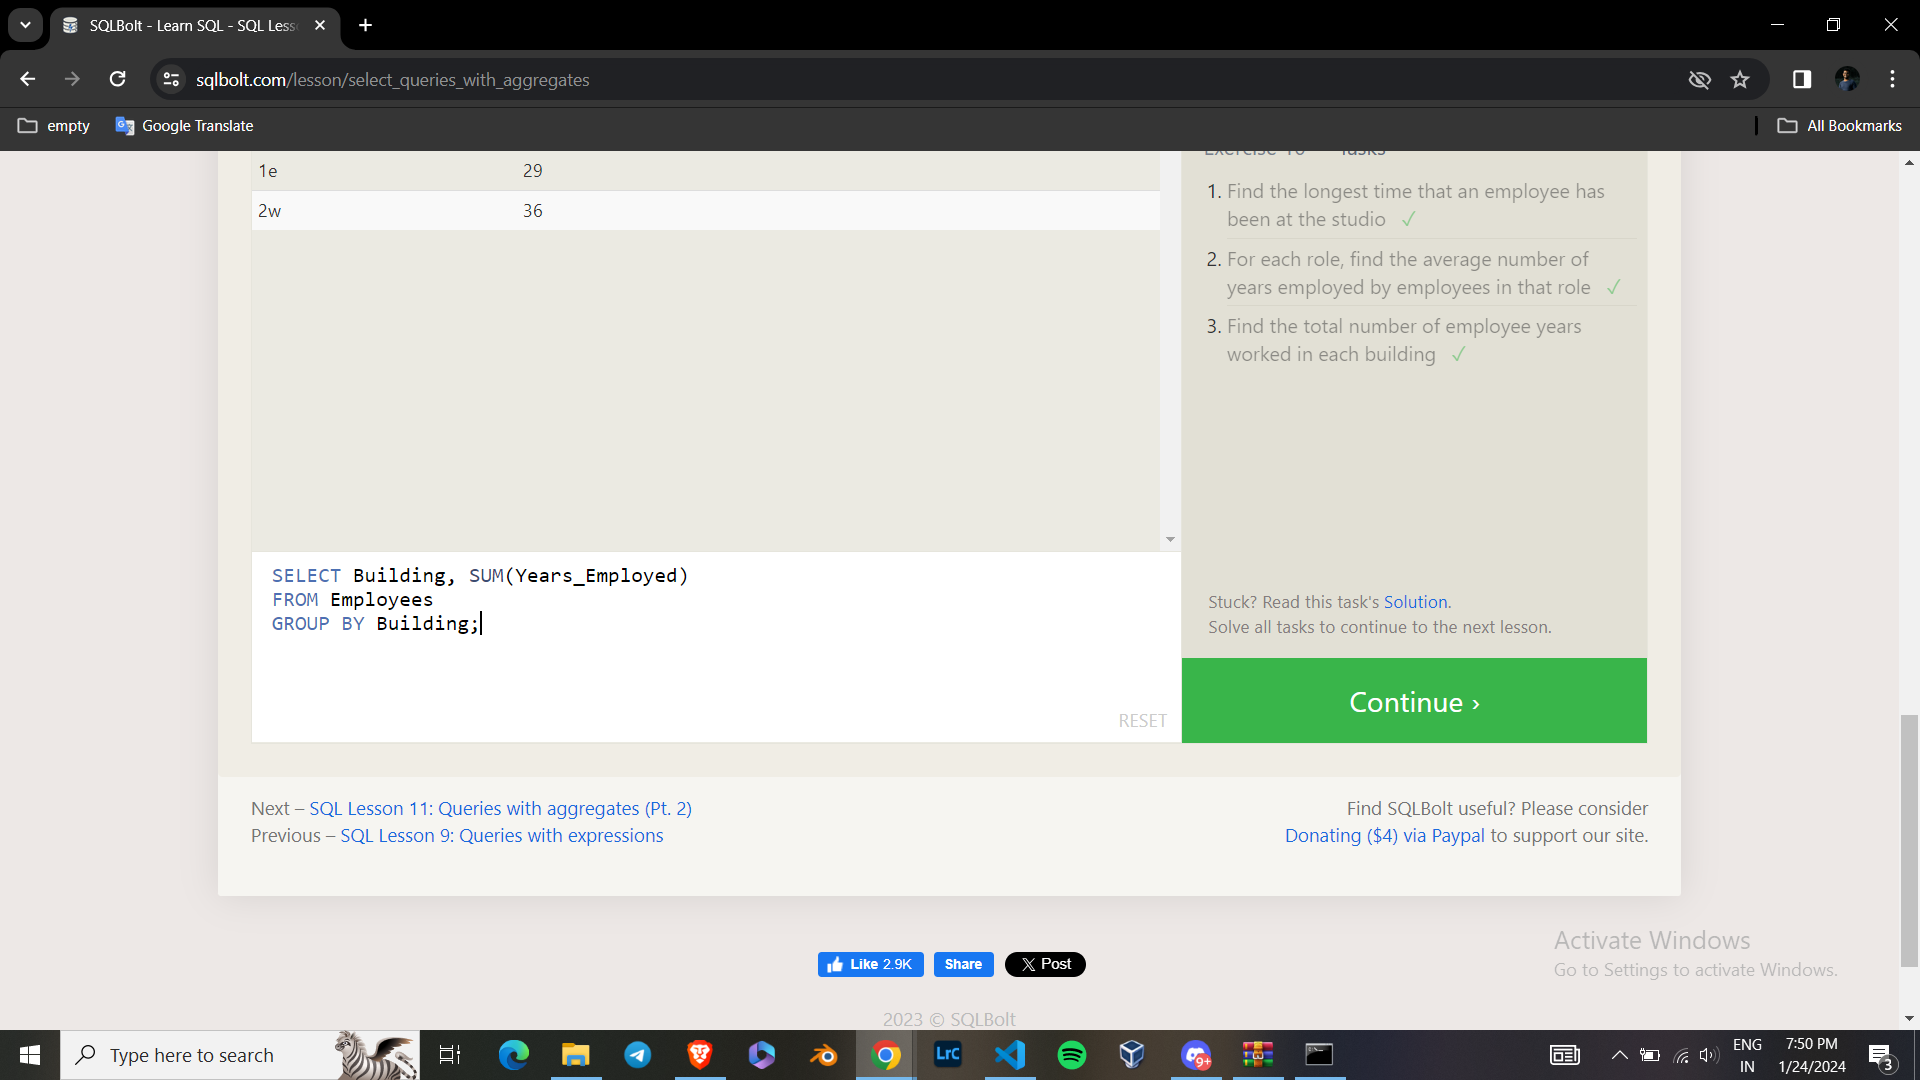 SQLBolt - Learn SQL - SQL Less
sqlbolt.com/lesson/select_queries_with_aggregates
empty
Google Translate
All Bookmarks
1e 29
2w 36
1. Find the longest time that an employee has
been at the studio ✓
2. For each role, find the average number of
years employed by employees in that role ✓
3. Find the total number of employee years
worked in each building ✓
SELECT Building, SUM(Years_Employed)
FROM Employees
GROUP BY Building;
RESET
Stuck? Read this task's Solution.
Solve all tasks to continue to the next lesson.
Continue ›
Next – SQL Lesson 11: Queries with aggregates (Pt. 2)
Previous – SQL Lesson 9: Queries with expressions
Find SQLBolt useful? Please consider
Donating ($4) via Paypal to support our site.
Activate Windows
Go to Settings to activate Windows.
Like 2.9K
Share
X Post
2023 © SQLBolt
Type here to search
Lrc
9+
ENG
IN
7:50 PM
1/24/2024
3